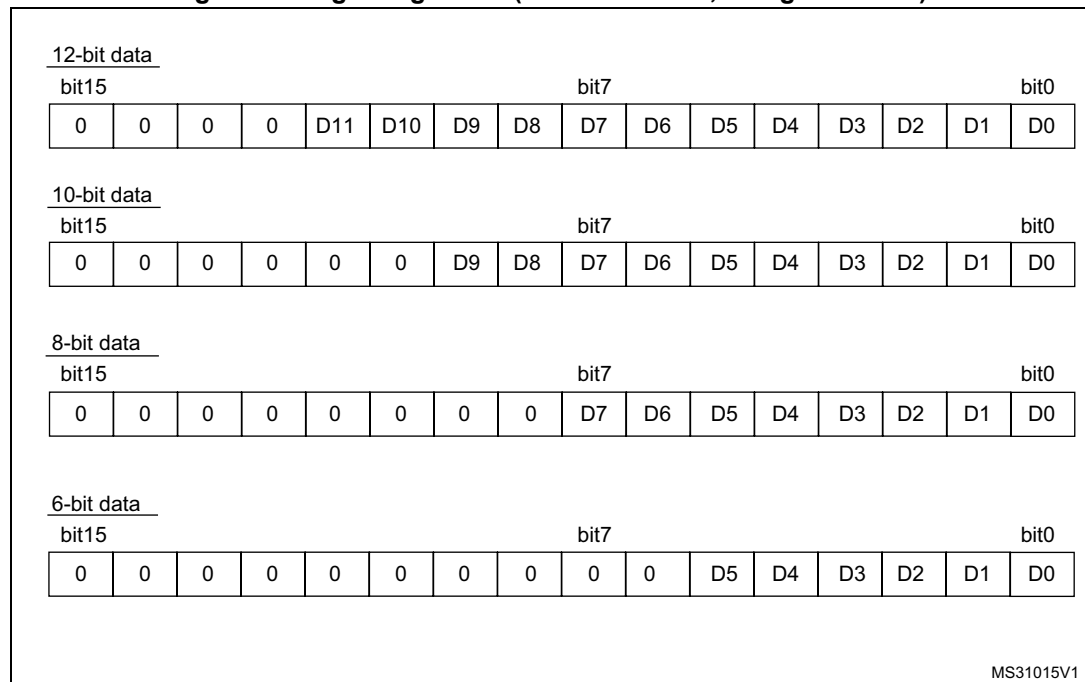 12-bit data
bit15 bit7 bit0
0 0 0 0 D11 D10 D9 D8 D7 D6 D5 D4 D3 D2 D1 D0
10-bit data
bit15 bit7 bit0
0 0 0 0 0 0 D9 D8 D7 D6 D5 D4 D3 D2 D1 D0
8-bit data
bit15 bit7 bit0
0 0 0 0 0 0 0 0 D7 D6 D5 D4 D3 D2 D1 D0
6-bit data
bit15 bit7 bit0
0 0 0 0 0 0 0 0 0 0 D5 D4 D3 D2 D1 D0
MS31015V1